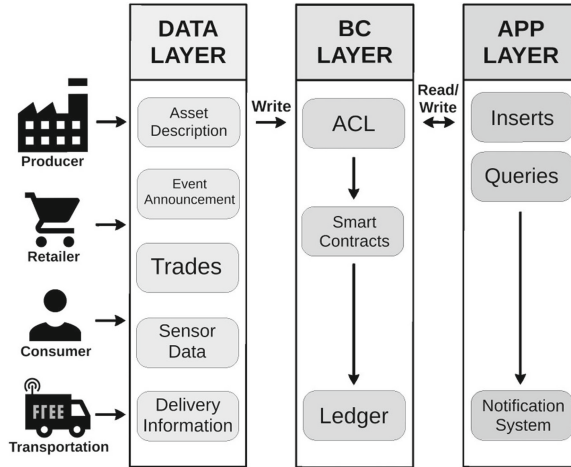 DATA
LAYER
BC
LAYER
APP
LAYER
Producer
Retailer
Consumer
FREE
Transportation
Asset
Description
Event
Announcement
Trades
Sensor
Data
Delivery
Information
Write
ACL
Smart
Contracts
Ledger
Read/
Write
Inserts
Queries
Notification
System